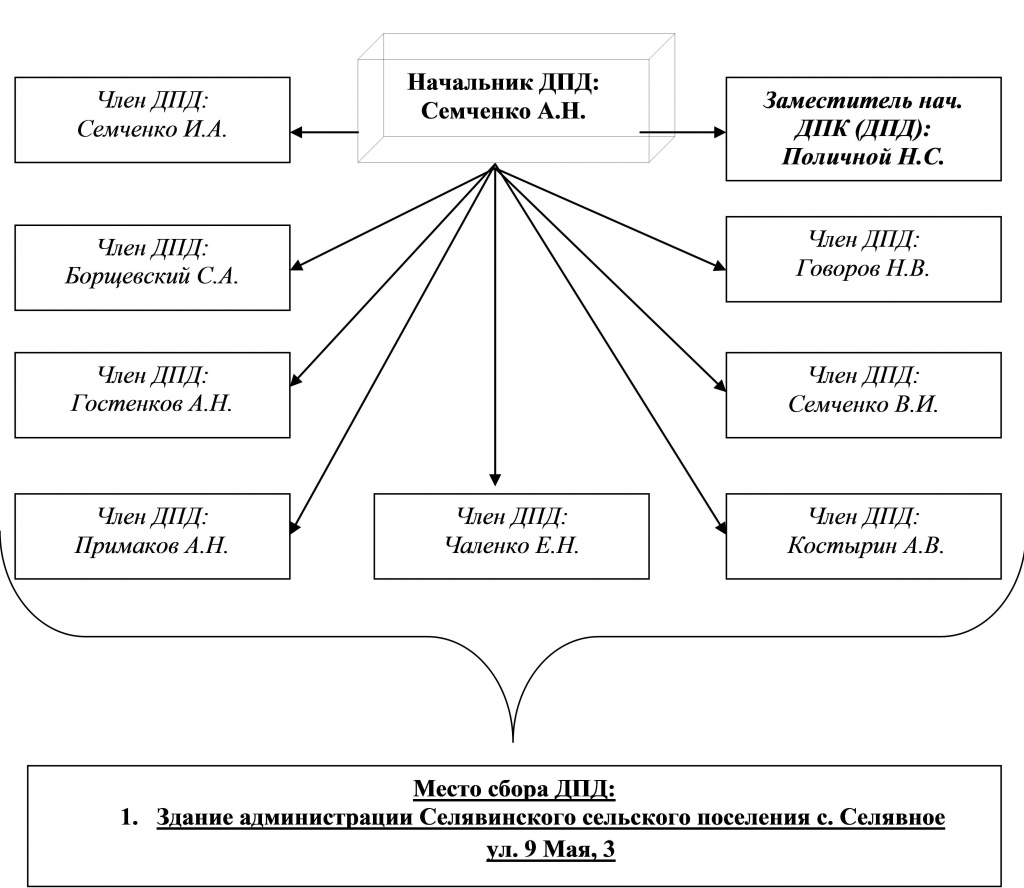 Начальник ДПД:
Семченко А.Н.
Член ДПД:
Семченко И.А.
Заместитель нач.
ДПК (ДПД):
Поличной Н.С.
Член ДПД:
Борщевский С.А.
Член ДПД:
Говоров Н.В.
Член ДПД:
Гостенков А.Н.
Член ДПД:
Семченко В.И.
Член ДПД:
Примаков А.Н.
Член ДПД:
Чаленко Е.Н.
Член ДПД:
Костырин А.В.
Место сбора ДПД:
1. Здание администрации Селявинского сельского поселения с. Селявное
ул. 9 Мая, 3